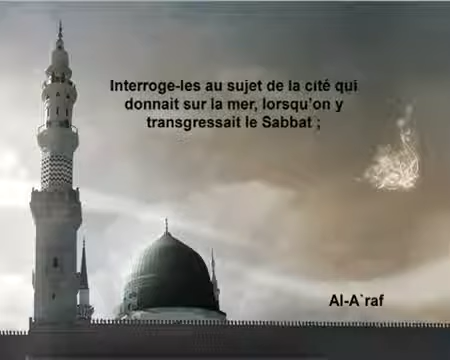 Interroge-les au sujet de la cité qui
donnait sur la mer, lorsqu'on y
transgressait le Sabbat ;
Al-A`raf